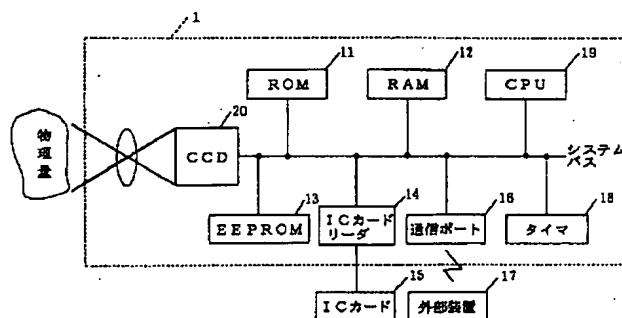 1
11
12
19
ROM
RAM
CPU
20
物理量
CCD
システム
バス
13
14
16
18
EEPROM
ICカード
リーダ
通信ポート
タイマ
15
17
ICカード
外部装置